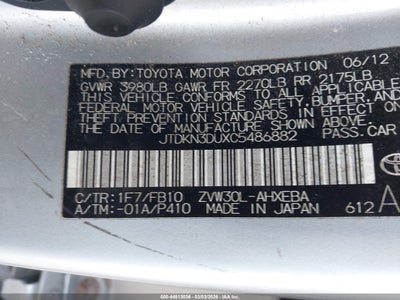 MFD. BY: TOYOTA MOTOR CORPORATION 06/12
GVWR 3980LB GAWR FR 2270LB RR 2175LB
THIS VEHICLE CONFORMS TO ALL APPLICABLE
FEDERAL MOTOR VEHICLE SAFETY, BUMPER, AND
THEFT PREVENTION STANDARDS IN EFFECT ON
THE DATE OF MANUFACTURE SHOWN ABOVE.
JTDKN3DUXC5486882 PASS.CAR
C/TR: 1F7/FB10 ZVW30L-AHXEBA
A/TM: -01A/P410 MADE IN JAPAN 612